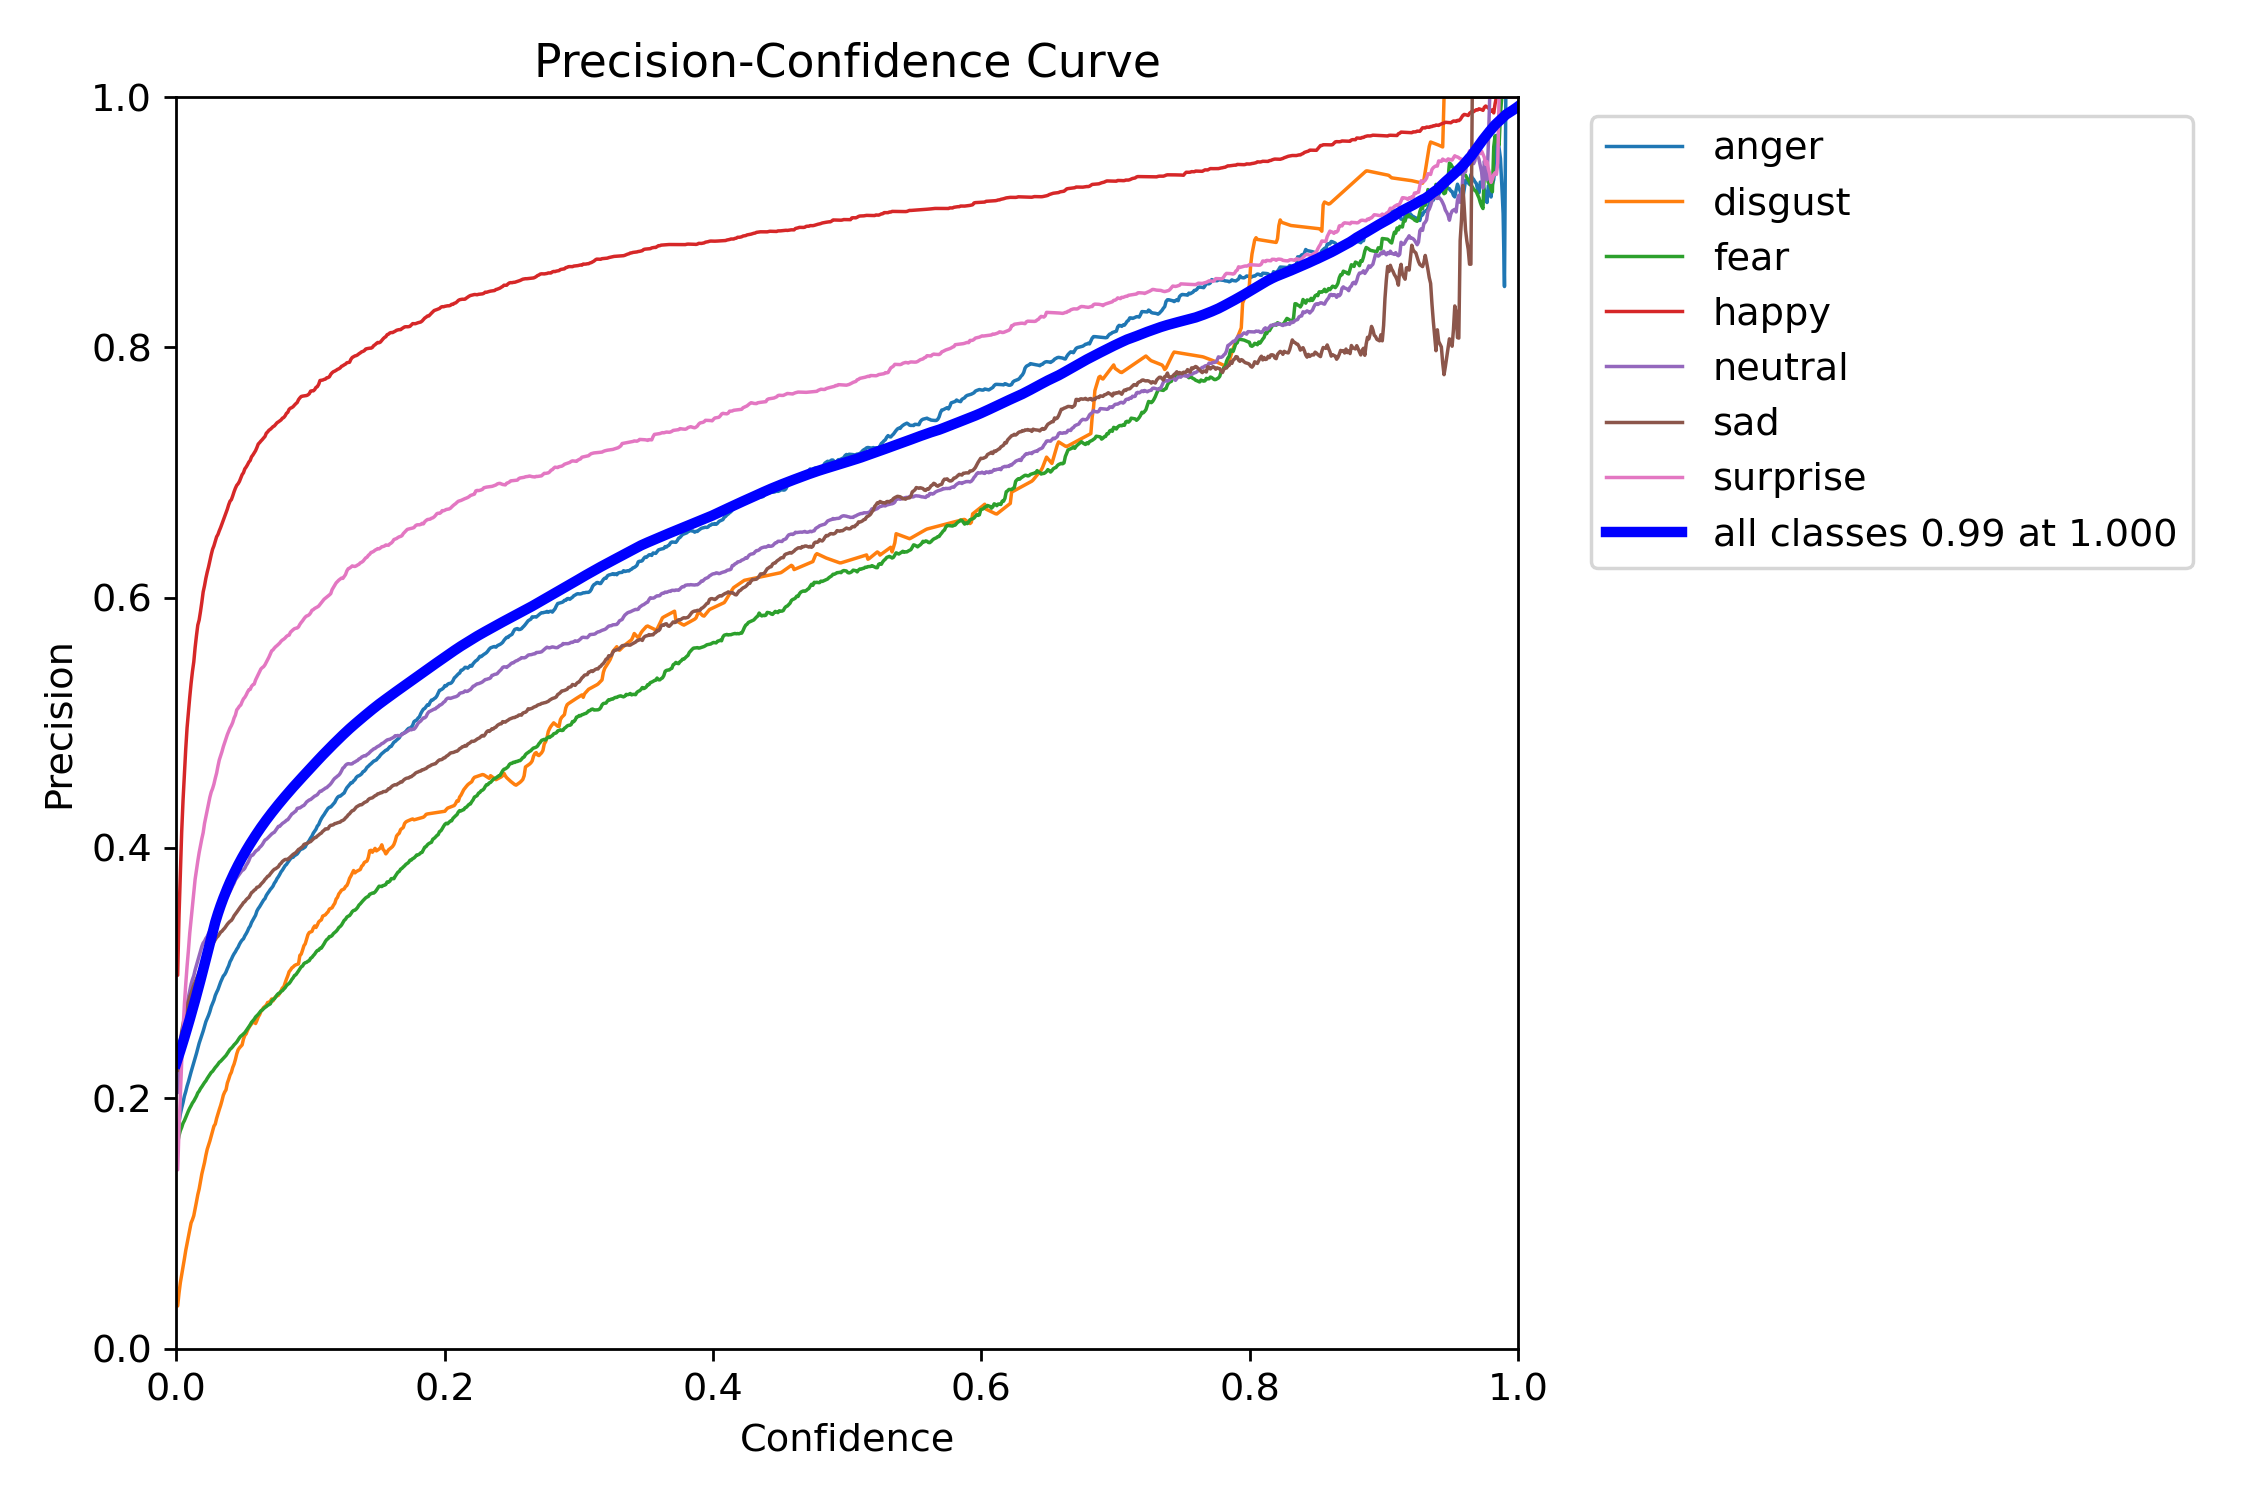 Precision-Confidence Curve
1.0
0.8
0.6
0.4
0.2
0.0
Precision
0.0 0.2 0.4 0.6 0.8 1.0
Confidence
anger
disgust
fear
happy
neutral
sad
surprise
all classes 0.99 at 1.000